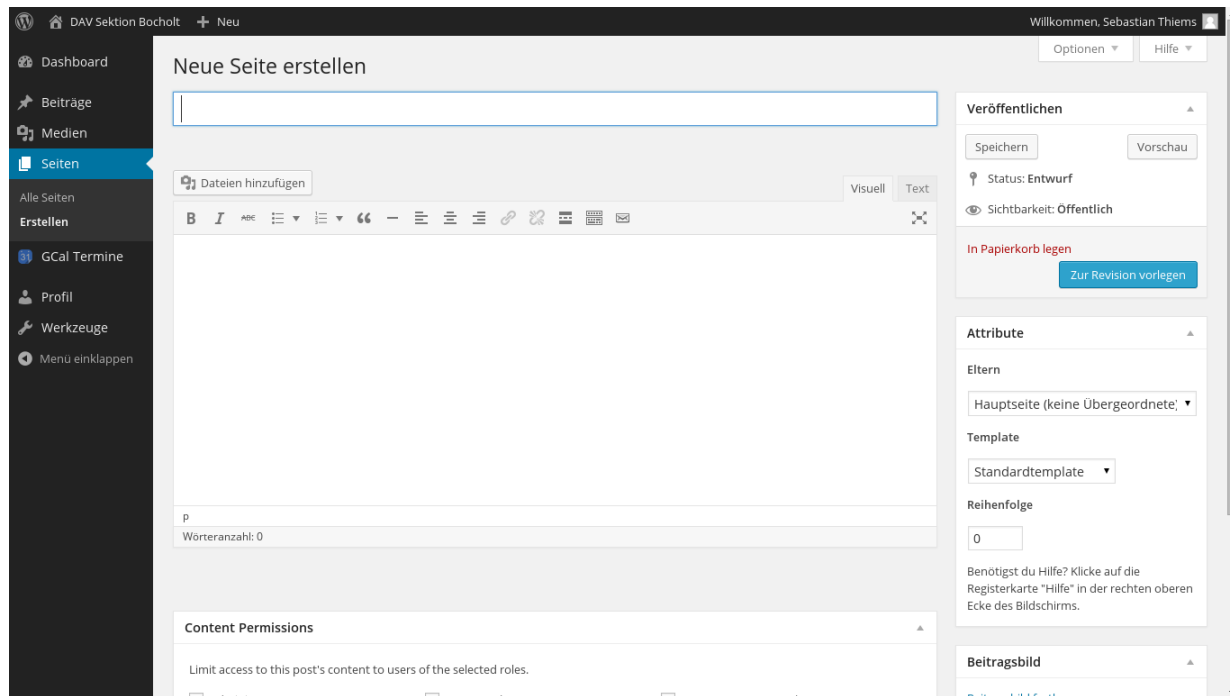 DAV Sektion Bocholt + Neu
Willkommen, Sebastian Thiems
Optionen
Hilfe
Dashboard
Beiträge
Medien
Seiten
Alle Seiten
Erstellen
GCal Termine
Profil
Werkzeuge
Menü einklappen
Neue Seite erstellen
Dateien hinzufügen
Visuell
Text
B I ABC
p
Wörteranzahl: 0
Content Permissions
Limit access to this post's content to users of the selected roles.
Veröffentlichen
Speichern
Vorschau
Status: Entwurf
Sichtbarkeit: Öffentlich
In Papierkorb legen
Zur Revision vorlegen
Attribute
Eltern
Hauptseite (keine Übergeordnete)
Template
Standardtemplate
Reihenfolge
0
Benötigst du Hilfe? Klicke auf die
Registerkarte "Hilfe" in der rechten oberen
Ecke des Bildschirms.
Beitragsbild